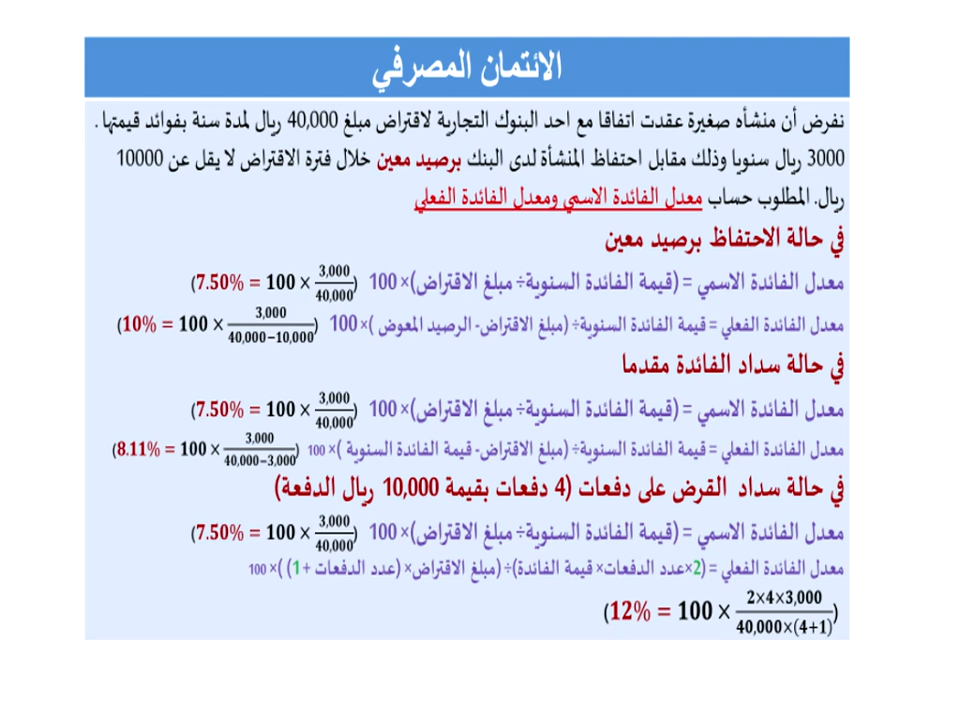 الائتمان المصرفي
نفرض أن منشأه صغيرة عقدت اتفاقا مع احد البنوك التجارية لاقتراض مبلغ 40,000 ريال لمدة سنة بفوائد قيمتها .
3000 ريال سنويا وذلك مقابل احتفاظ المنشأة لدى البنك برصيد معين خلال فترة الاقتراض لا يقل عن 10000
ريال. المطلوب حساب معدل الفائدة الاسمي ومعدل الفائدة الفعلي
في حالة الاحتفاظ برصيد معين
معدل الفائدة الاسمي = (قيمة الفائدة السنوية÷ مبلغ الاقتراض)×100 (3,000/40,000 × 100 = 7.50%)
معدل الفائدة الفعلي = قيمة الفائدة السنوية÷ (مبلغ الاقتراض- الرصيد المعوض )×100 (3,000/40,000−10,000 × 100 = 10%)
في حالة سداد الفائدة مقدما
معدل الفائدة الاسمي = (قيمة الفائدة السنوية÷ مبلغ الاقتراض)×100 (3,000/40,000 × 100 = 7.50%)
معدل الفائدة الفعلي = قيمة الفائدة السنوية÷ (مبلغ الاقتراض- قيمة الفائدة السنوية )×100 (3,000/40,000−3,000 × 100 = 8.11%)
في حالة سداد القرض على دفعات (4 دفعات بقيمة 10,000 ريال الدفعة)
معدل الفائدة الاسمي = (قيمة الفائدة السنوية÷ مبلغ الاقتراض)×100 (3,000/40,000 × 100 = 7.50%)
معدل الفائدة الفعلي = (2×عدد الدفعات× قيمة الفائدة)÷ (مبلغ الاقتراض× (عدد الدفعات +1) )×100
(2×4×3,000/40,000×(4+1) × 100 = 12%)